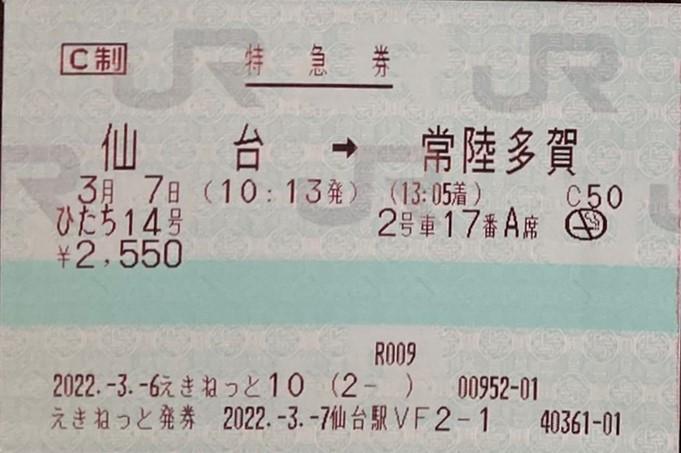 C制 特急券
仙台 → 常陸多賀
3月 7日 (10:13発) (13:05着) C50
ひたち14号 2号車17番A席
¥2,550
R009
2022.-3.-6えきねっと10 (2- ) 00952-01
えきねっと発券 2022.-3.-7仙台駅VF2-1 40361-01